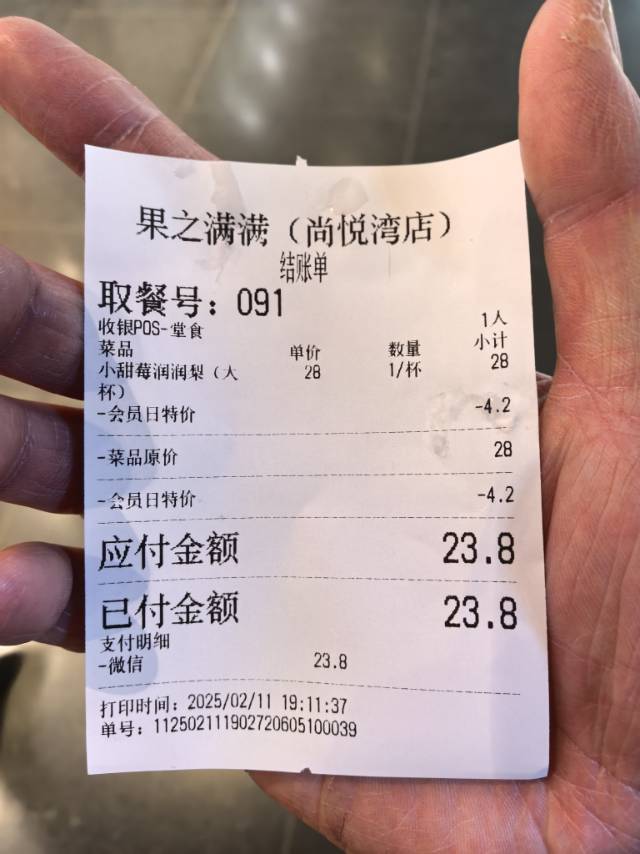 果之满满（尚悦湾店）
结账单
取餐号：091
收银POS-堂食 1人
菜品 单价 数量 小计
小甜莓润润梨（大 28 1/杯 28
杯）
-会员日特价 -4.2
-菜品原价 28
-会员日特价 -4.2
应付金额 23.8
已付金额 23.8
支付明细
-微信 23.8
打印时间：2025/02/11 19:11:37
单号：112502111902720605100039